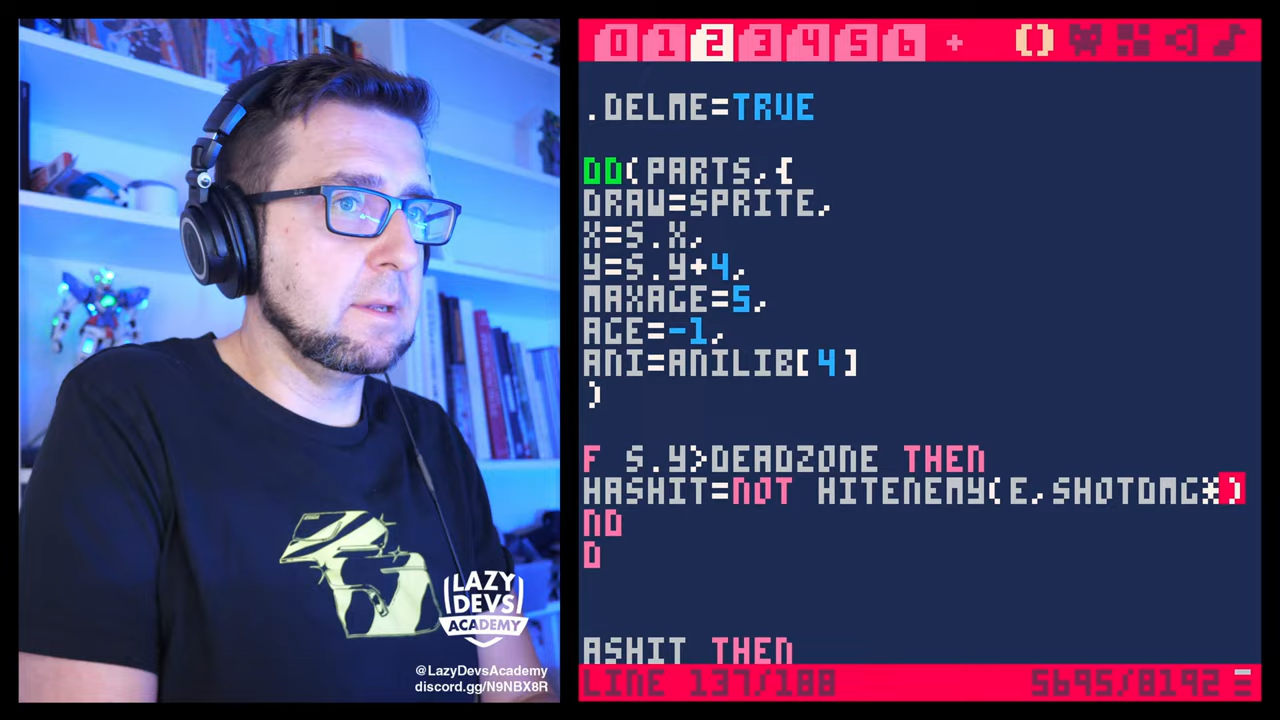 0 1 2 3 4 5 6 + ()
.DELME=TRUE
DD(PARTS,{
DRAW=SPRITE,
X=S.X,
Y=S.Y+4,
MAXAGE=5,
AGE=-1,
ANI=ANILIB[4]
)
F S.Y>DEADZONE THEN
HASHIT=NOT HITENEMY(E,SHOTDMG*)
ND
D
ASHIT THEN
LINE 137/188 5695/8192
LAZY
DEVS
ACADEMY
@LazyDevsAcademy
discord.gg/N9NBX8R